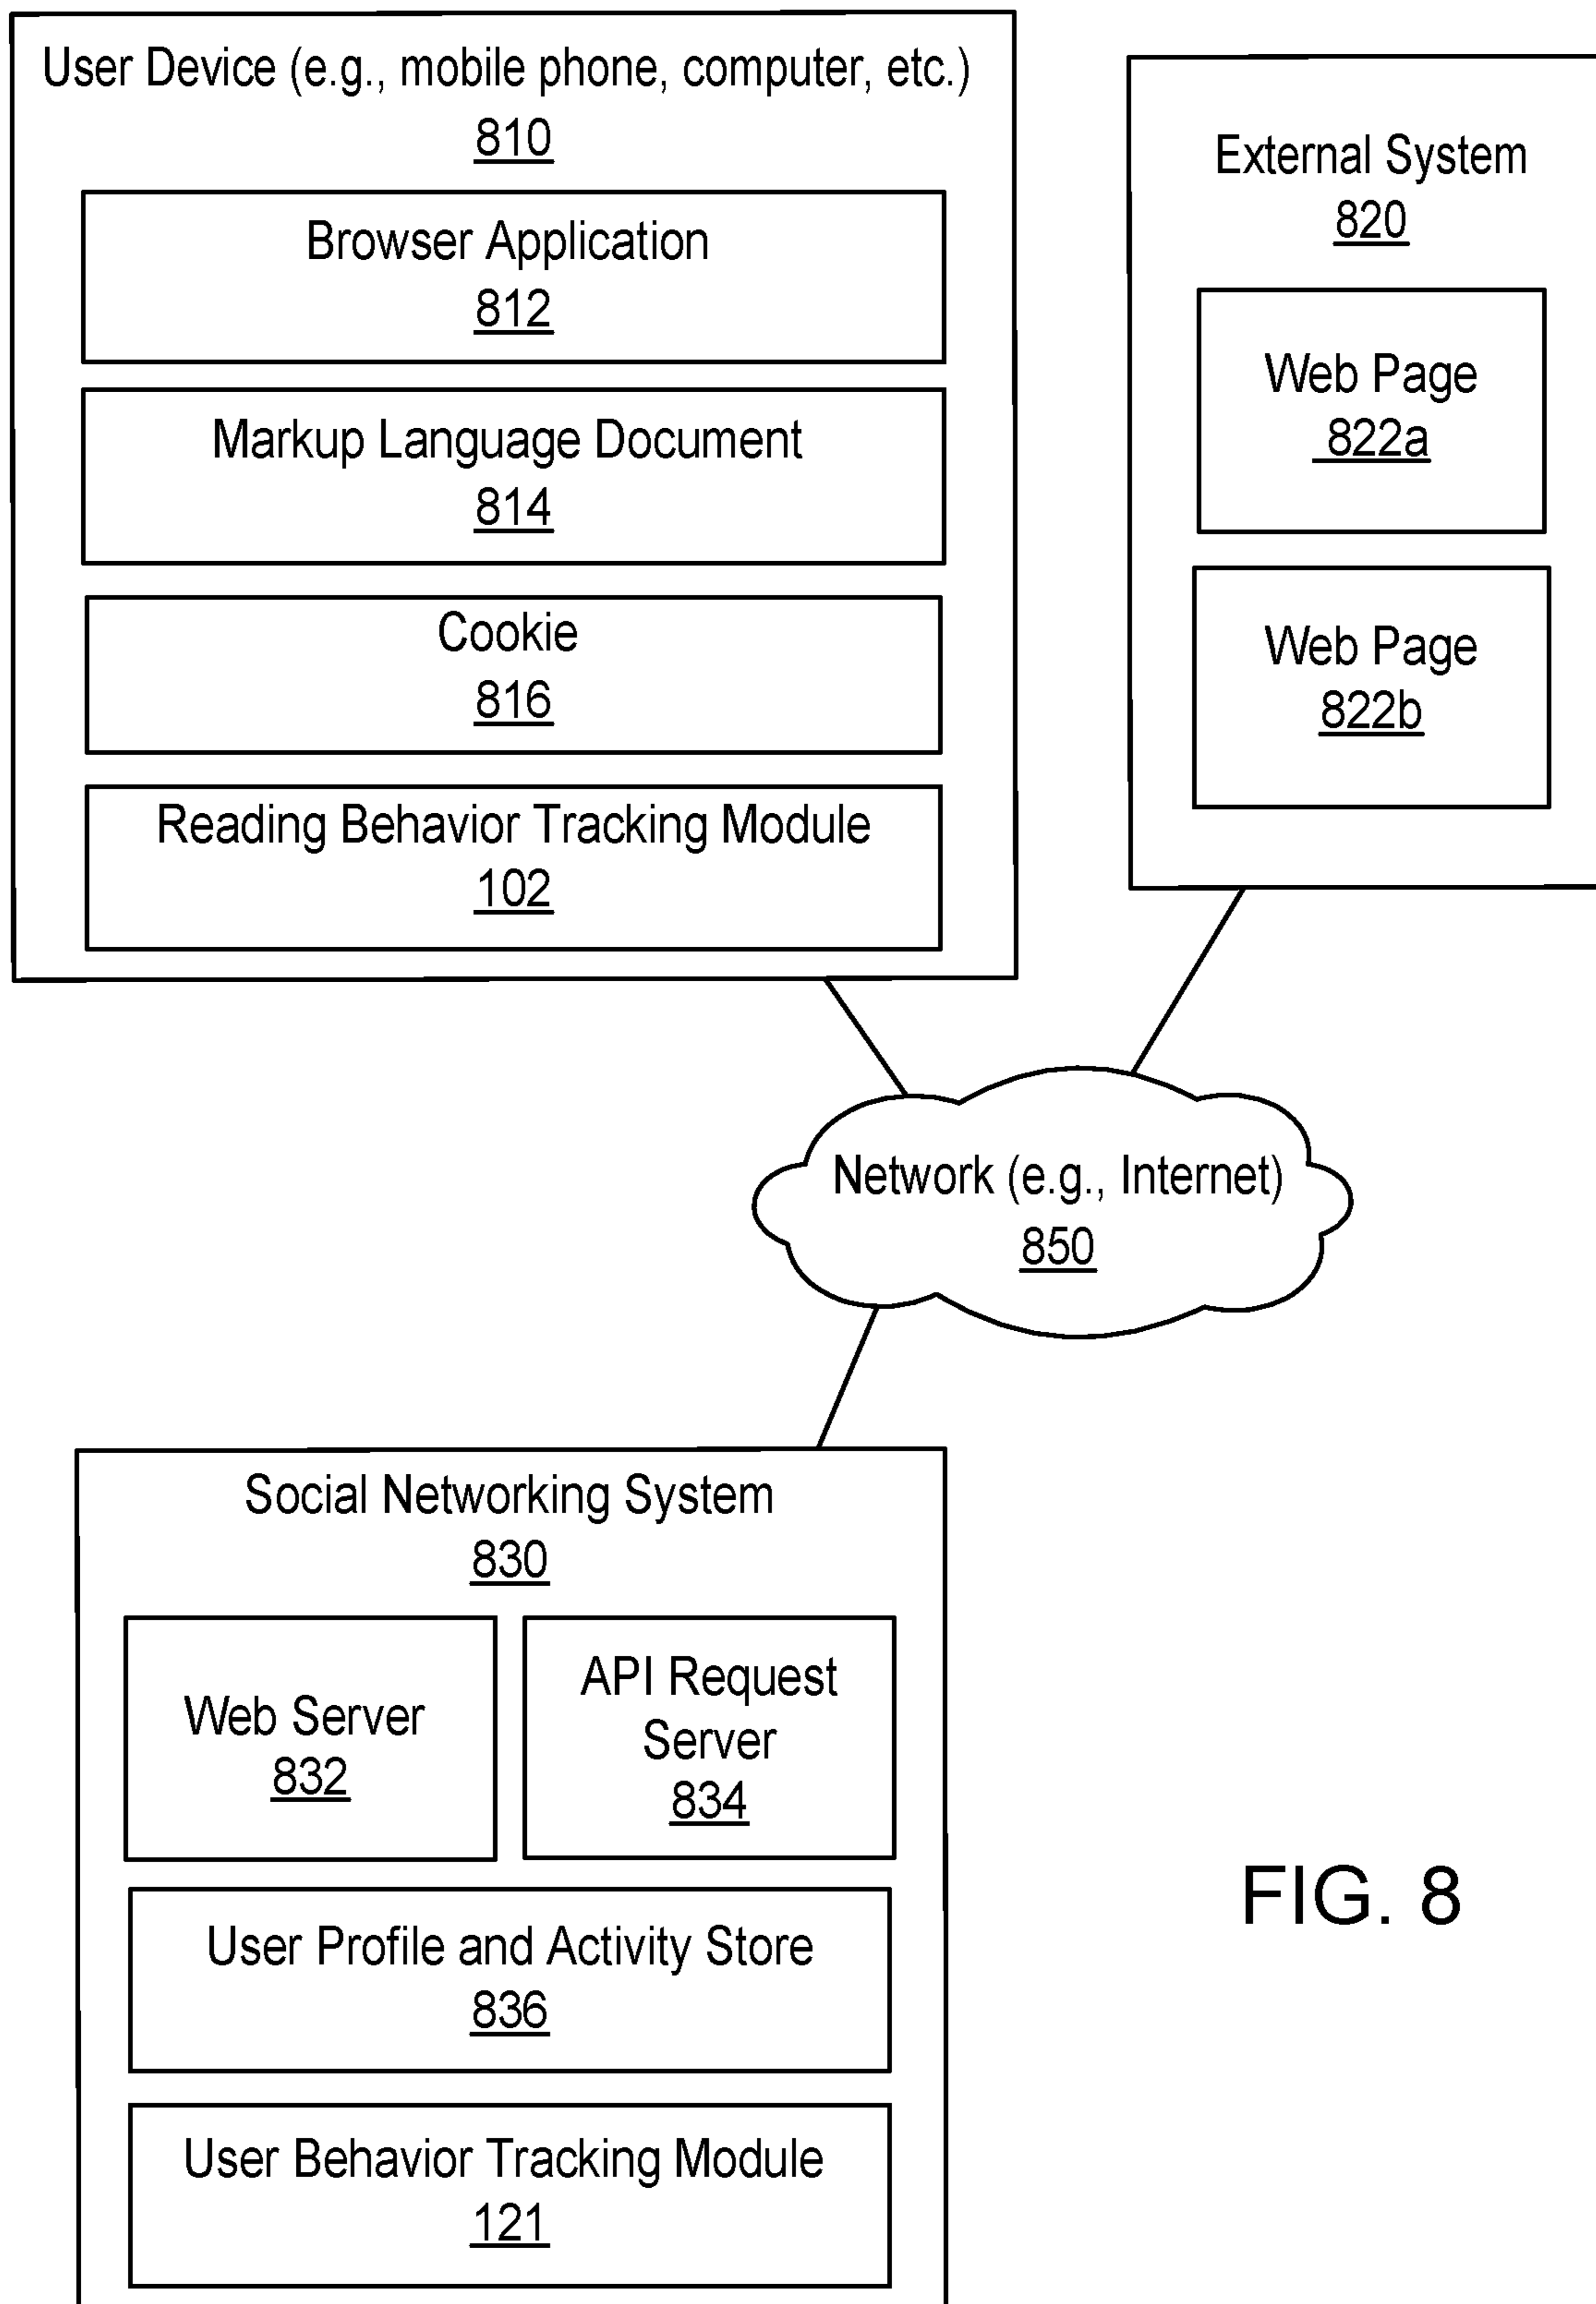 User Device (e.g., mobile phone, computer, etc.)
810
Browser Application
812
Markup Language Document
814
Cookie
816
Reading Behavior Tracking Module
102
External System
820
Web Page
822a
Web Page
822b
Network (e.g., Internet)
850
Social Networking System
830
Web Server
832
API Request
Server
834
User Profile and Activity Store
836
User Behavior Tracking Module
121
FIG. 8